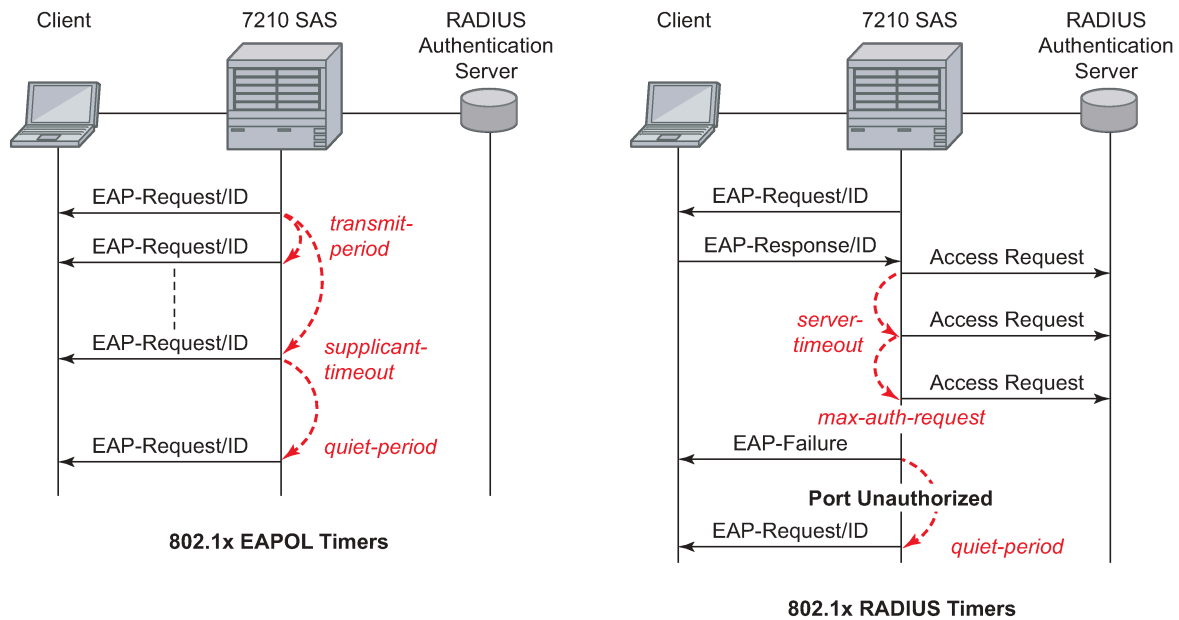 Client
7210 SAS
RADIUS
Authentication
Server
EAP-Request/ID
transmit-
period
EAP-Request/ID
EAP-Request/ID
supplicant-
timeout
EAP-Request/ID
quiet-period
802.1x EAPOL Timers
Client
7210 SAS
RADIUS
Authentication
Server
EAP-Request/ID
EAP-Response/ID
Access Request
server-
timeout
Access Request
Access Request
max-auth-request
EAP-Failure
Port Unauthorized
EAP-Request/ID
quiet-period
802.1x RADIUS Timers